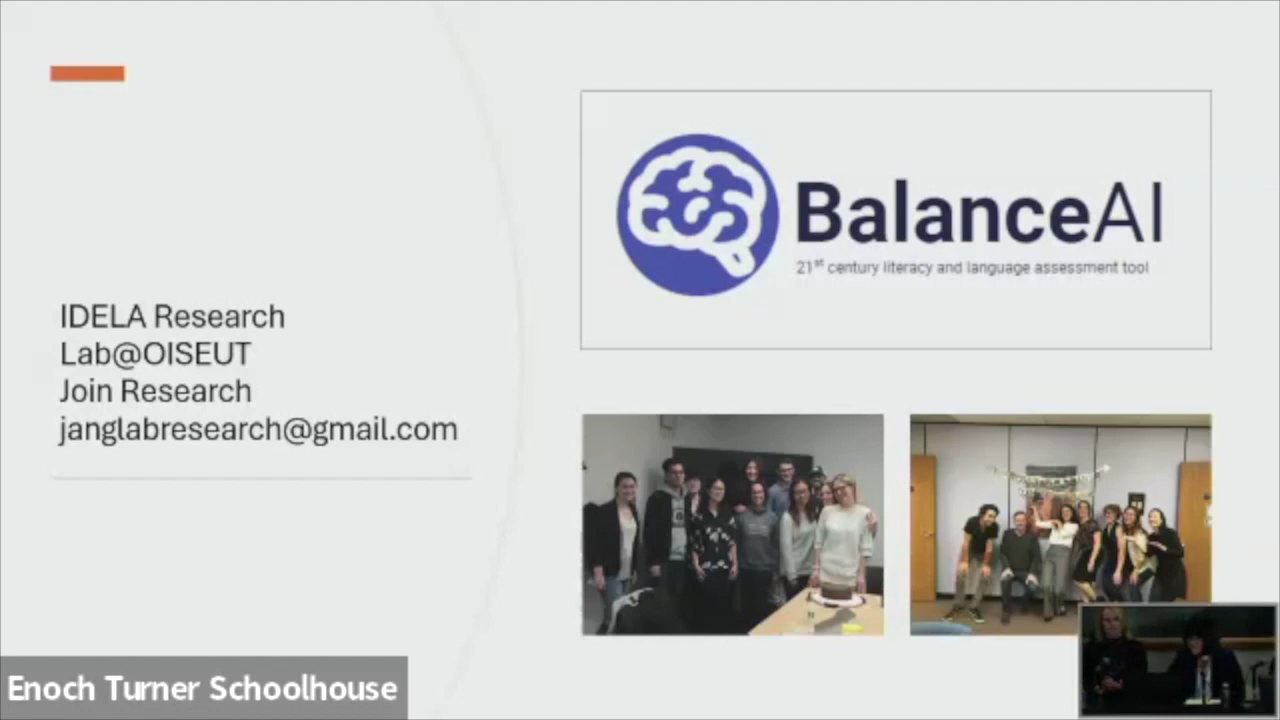 BalanceAI
21st century literacy and language assessment tool
IDELA Research
Lab@OISEUT
Join Research
janglabresearch@gmail.com
Enoch Turner Schoolhouse